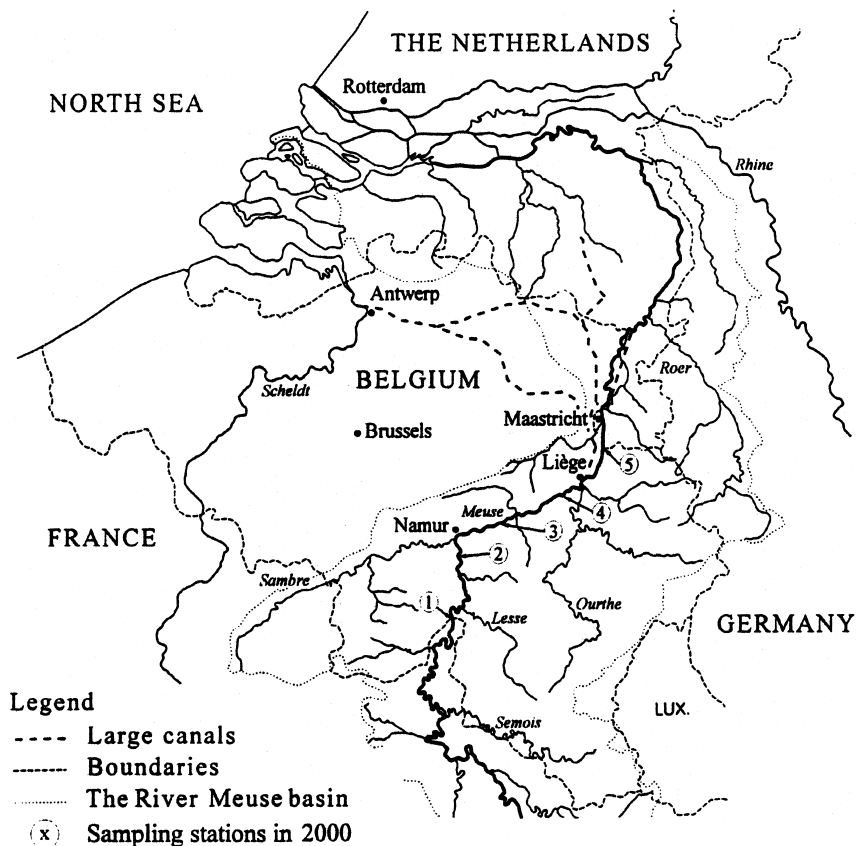 THE NETHERLANDS
Rotterdam
NORTH SEA
Rhine
Antwerp
Roer
Scheldt
BELGIUM
Maastricht
Brussels
Liège
5
Meuse
4
FRANCE
Namur
3
2
Sambre
1
Lesse
Ourthe
GERMANY
Legend
LUX.
Semois
Large canals
Boundaries
The River Meuse basin
x Sampling stations in 2000